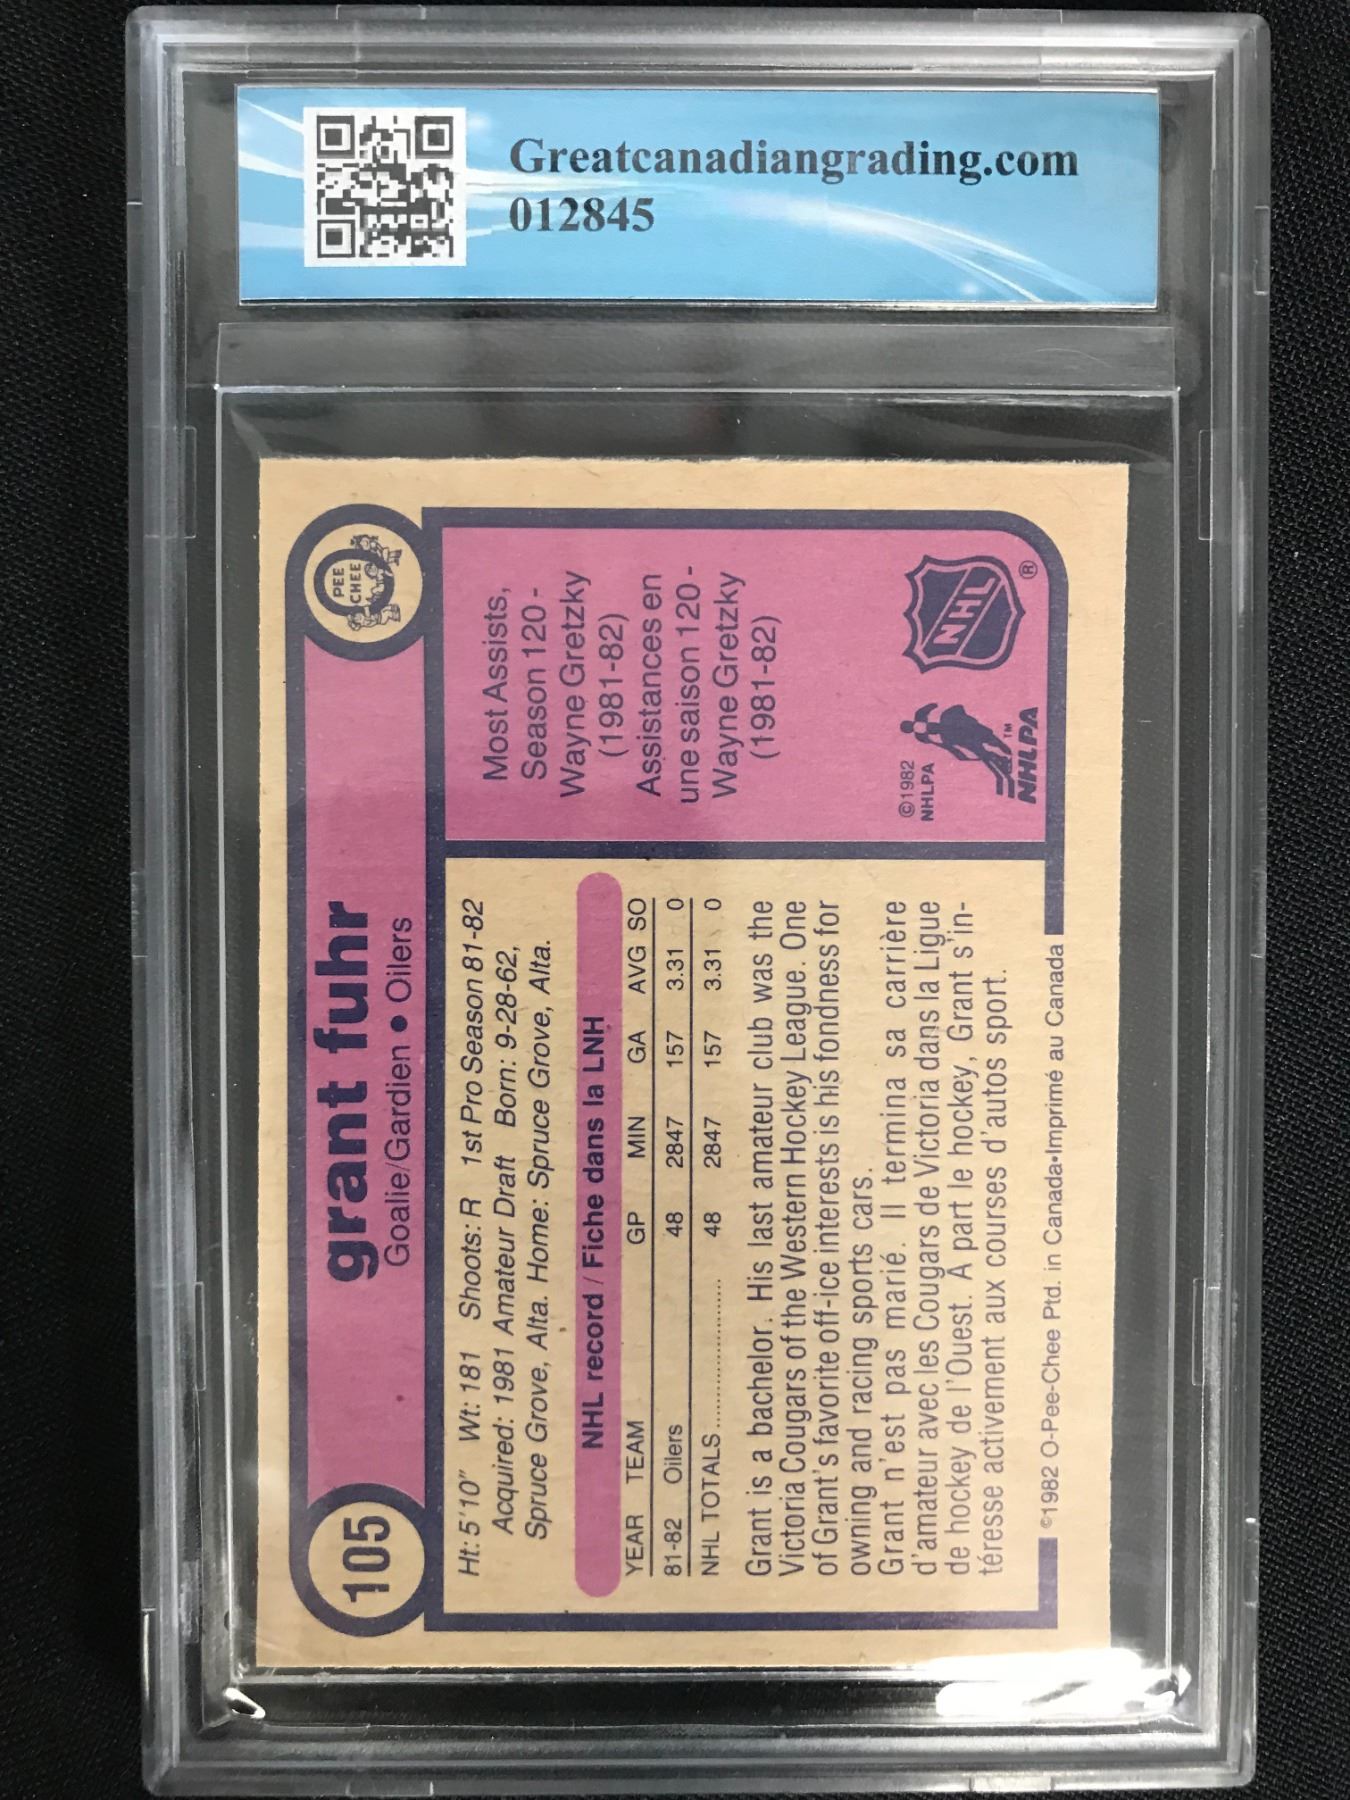 Greatcanadiangrading.com
012845
105
grant fuhr
Goalie/Gardien • Oilers
O
PEE
CHEE
Ht: 5'10" Wt: 181 Shoots: R 1st Pro Season 81-82
Acquired: 1981 Amateur Draft Born: 9-28-62,
Spruce Grove, Alta. Home: Spruce Grove, Alta.
NHL record / Fiche dans la LNH
YEAR TEAM GP MIN GA AVG SO
81-82 Oilers 48 2847 157 3.31 0
NHL TOTALS .................... 48 2847 157 3.31 0
Grant is a bachelor. His last amateur club was the
Victoria Cougars of the Western Hockey League. One
of Grant's favorite off-ice interests is his fondness for
owning and racing sports cars.
Grant n'est pas marié. Il termina sa carrière
d'amateur avec les Cougars de Victoria dans la Ligue
de hockey de l'Ouest. A part le hockey, Grant s'in-
téresse activement aux courses d'autos sport.
Most Assists,
Season 120 -
Wayne Gretzky
(1981-82)
Assistances en
une saison 120 -
Wayne Gretzky
(1981-82)
©1982
NHLPA
NHLPA TM
NHL ®
©1982 O-Pee-Chee Ptd. in Canada•Imprimé au Canada